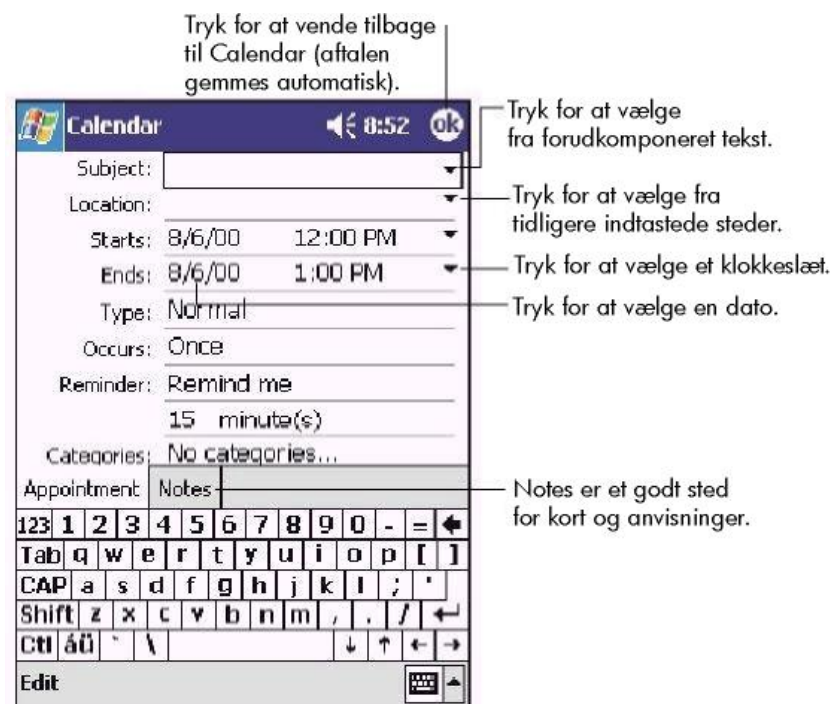 Tryk for at vende tilbage
til Calendar (aftalen
gemmes automatisk).
Calendar 8:52 ok
Tryk for at vælge
fra forudkomponeret tekst.
Subject:
Location:
Tryk for at vælge fra
tidligere indtastede steder.
Starts: 8/6/00 12:00 PM
Ends: 8/6/00 1:00 PM
Tryk for at vælge et klokkeslæt.
Type: Normal
Tryk for at vælge en dato.
Occurs: Once
Reminder: Remind me
15 minute(s)
Categories: No categories...
Appointment Notes
Notes er et godt sted
for kort og anvisninger.
123 1 2 3 4 5 6 7 8 9 0 - =
Tab q w e r t y u i o p [ ]
CAP a s d f g h j k l ; '
Shift z x c v b n m , . /
Ctl áü ` \
Edit